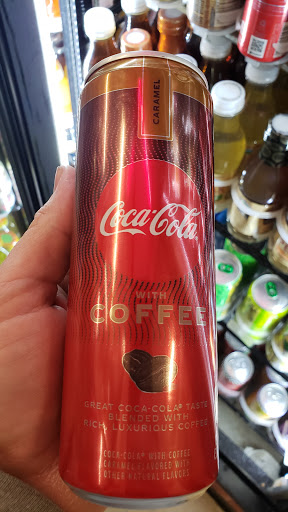 CARAMEL
Coca-Cola
WITH
COFFEE
GREAT COCA-COLA® TASTE
BLENDED WITH
RICH, LUXURIOUS COFFEE
COCA-COLA® WITH COFFEE
CARAMEL FLAVORED WITH
OTHER NATURAL FLAVORS